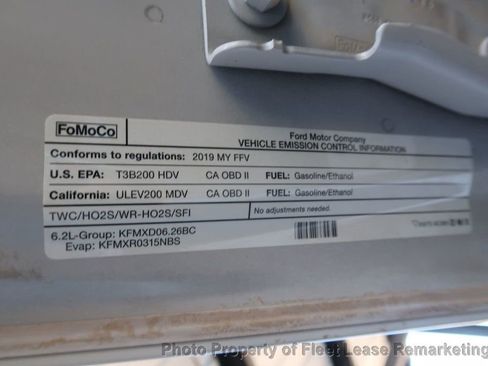 FoMoCo
FoMoCo
Ford Motor Company
VEHICLE EMISSION CONTROL INFORMATION
Conforms to regulations: 2019 MY FFV
U.S. EPA: T3B200 HDV CA OBD II FUEL: Gasoline/Ethanol
California: ULEV200 MDV CA OBD II FUEL: Gasoline/Ethanol
TWC/HO2S/WR-HO2S/SFI No adjustments needed.
6.2L-Group: KFMXD06.26BC
Evap: KFMXR0315NBS
Photo Property of Fleet Lease Remarketing